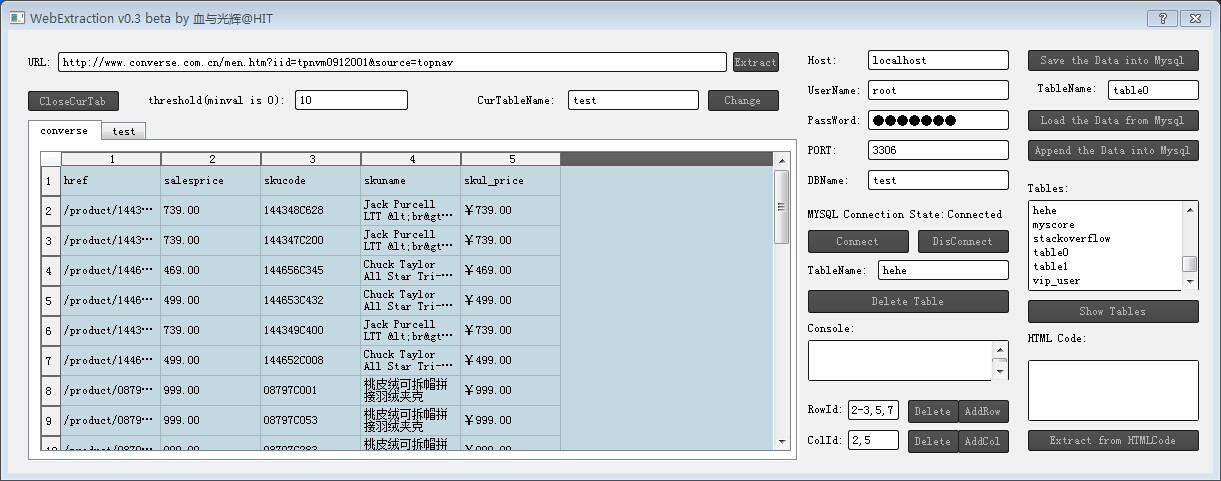 WebExtraction v0.3 beta by 血与光辉@HIT
URL: http://www.converse.com.cn/men.htm?iid=tpnvm0912001&source=topnav Extract
CloseCurTab threshold(minval is 0): 10 CurTableName: test Change
converse test
1 2 3 4 5
1 href salesprice skucode skuname skul_price
2 /product/1443… 739.00 144348C628 Jack Purcell LTT &lt;br&gt… ￥739.00
3 /product/1443… 739.00 144347C200 Jack Purcell LTT &lt;br&gt… ￥739.00
4 /product/1446… 469.00 144656C345 Chuck Taylor All Star Tri-… ￥469.00
5 /product/1446… 499.00 144653C432 Chuck Taylor All Star Tri-… ￥499.00
6 /product/1443… 739.00 144349C400 Jack Purcell LTT &lt;br&gt… ￥739.00
7 /product/1446… 499.00 144652C008 Chuck Taylor All Star Tri-… ￥499.00
8 /product/0879… 999.00 08797C001 桃皮绒可拆帽拼接羽绒夹克 ￥999.00
9 /product/0879… 999.00 08797C053 桃皮绒可拆帽拼接羽绒夹克 ￥999.00
桃皮绒可拆帽拼
Host: localhost
UserName: root
PassWord: ●●●●●●●
PORT: 3306
DBName: test
MYSQL Connection State:Connected
Connect DisConnect
TableName: hehe
Delete Table
Console:
RowId: 2-3,5,7 Delete AddRow
ColId: 2,5 Delete AddCol
Save the Data into Mysql
TableName: table0
Load the Data from Mysql
Append the Data into Mysql
Tables:
hehe
myscore
stackoverflow
table0
table1
vip_user
Show Tables
HTML Code:
Extract from HTMLCode